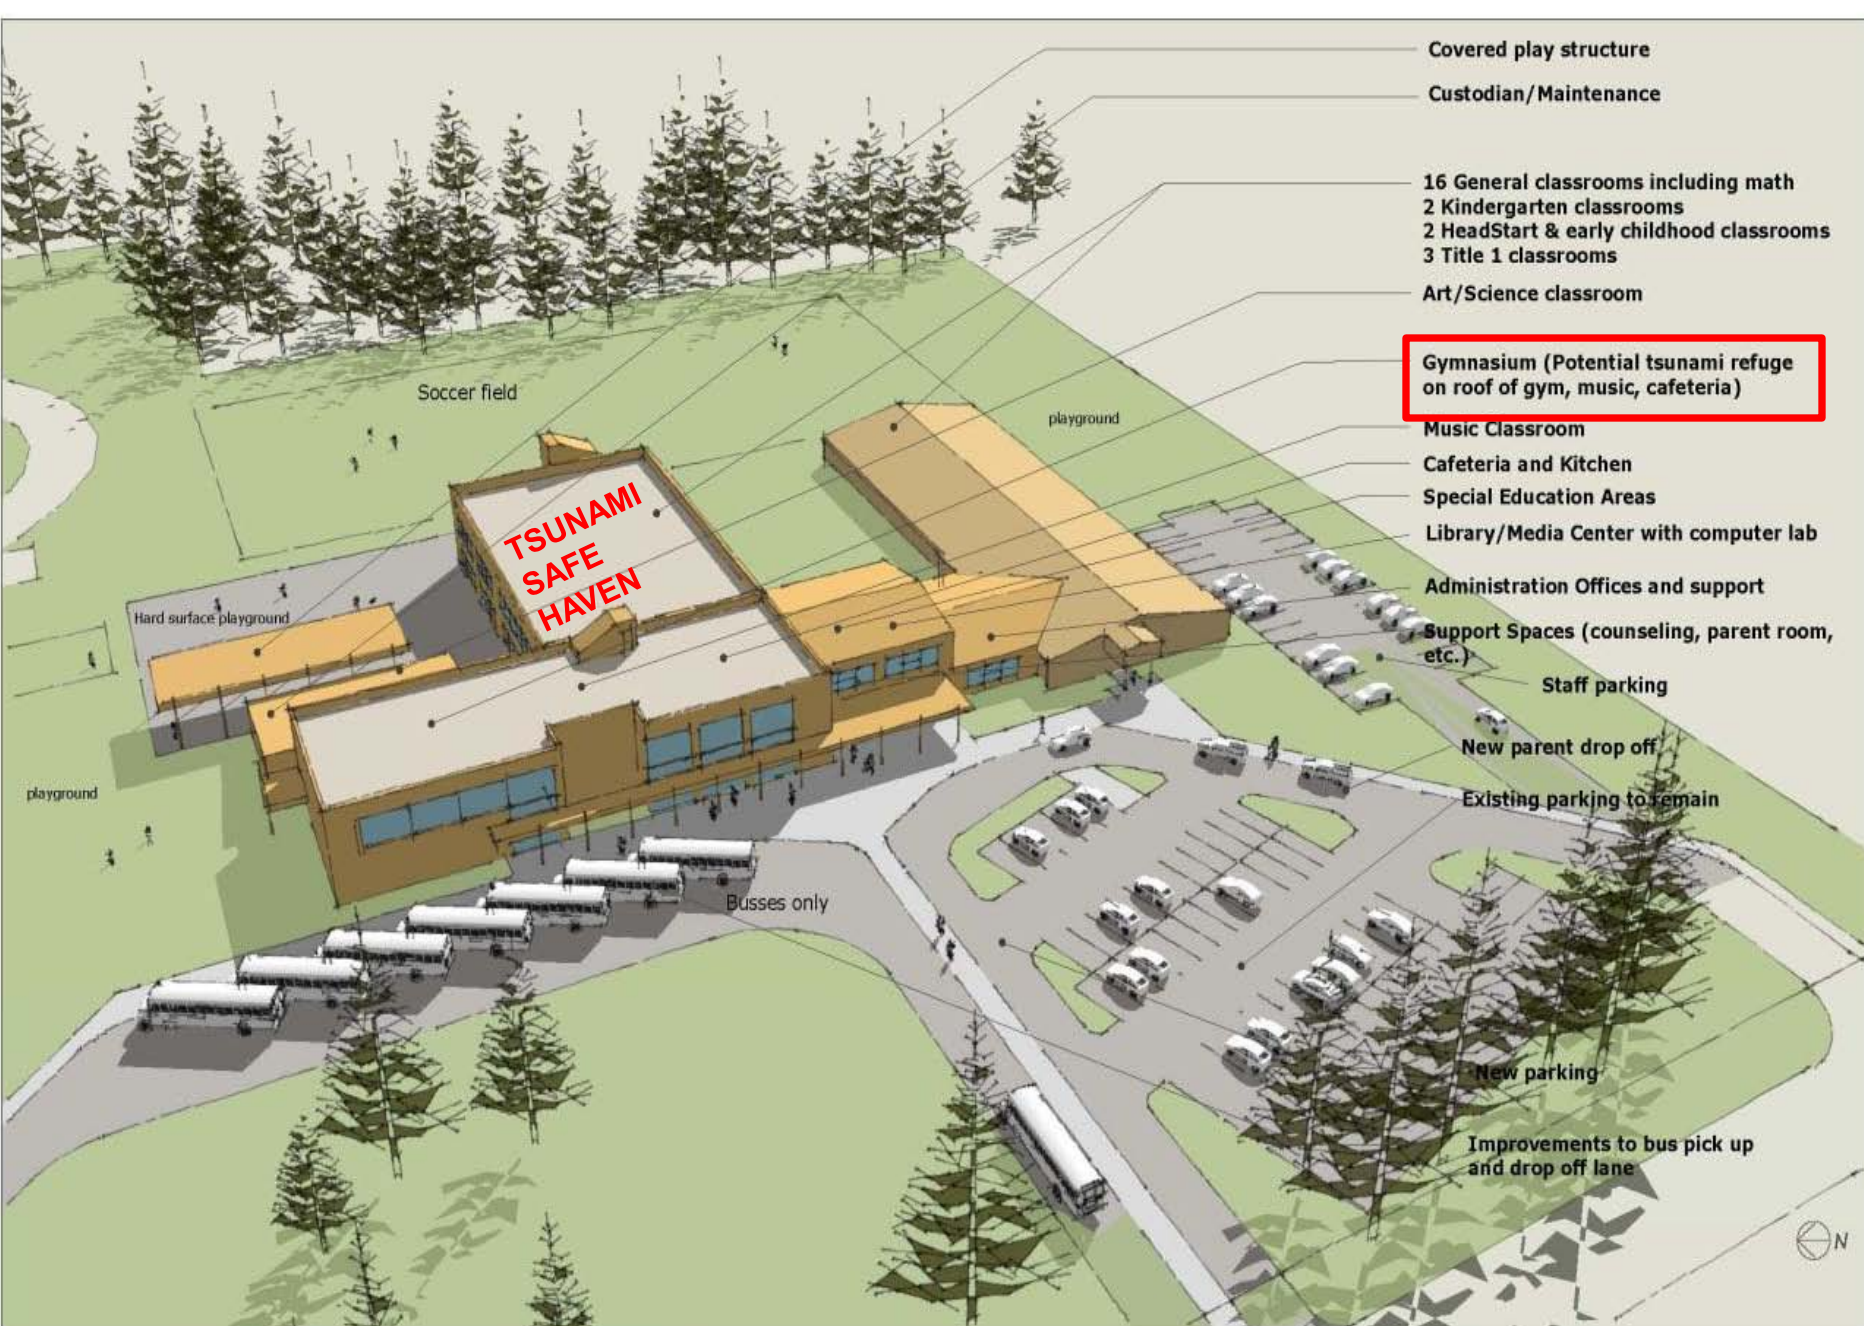 Covered play structure
Custodian/Maintenance
16 General classrooms including math
2 Kindergarten classrooms
2 HeadStart & early childhood classrooms
3 Title 1 classrooms
Art/Science classroom
Gymnasium (Potential tsunami refuge
on roof of gym, music, cafeteria)
Music Classroom
Cafeteria and Kitchen
Special Education Areas
Library/Media Center with computer lab
Administration Offices and support
Support Spaces (counseling, parent room,
etc.)
Staff parking
New parent drop off
Existing parking to remain
New parking
Improvements to bus pick up
and drop off lane
Soccer field
playground
TSUNAMI
SAFE
HAVEN
Hard surface playground
playground
Busses only
N